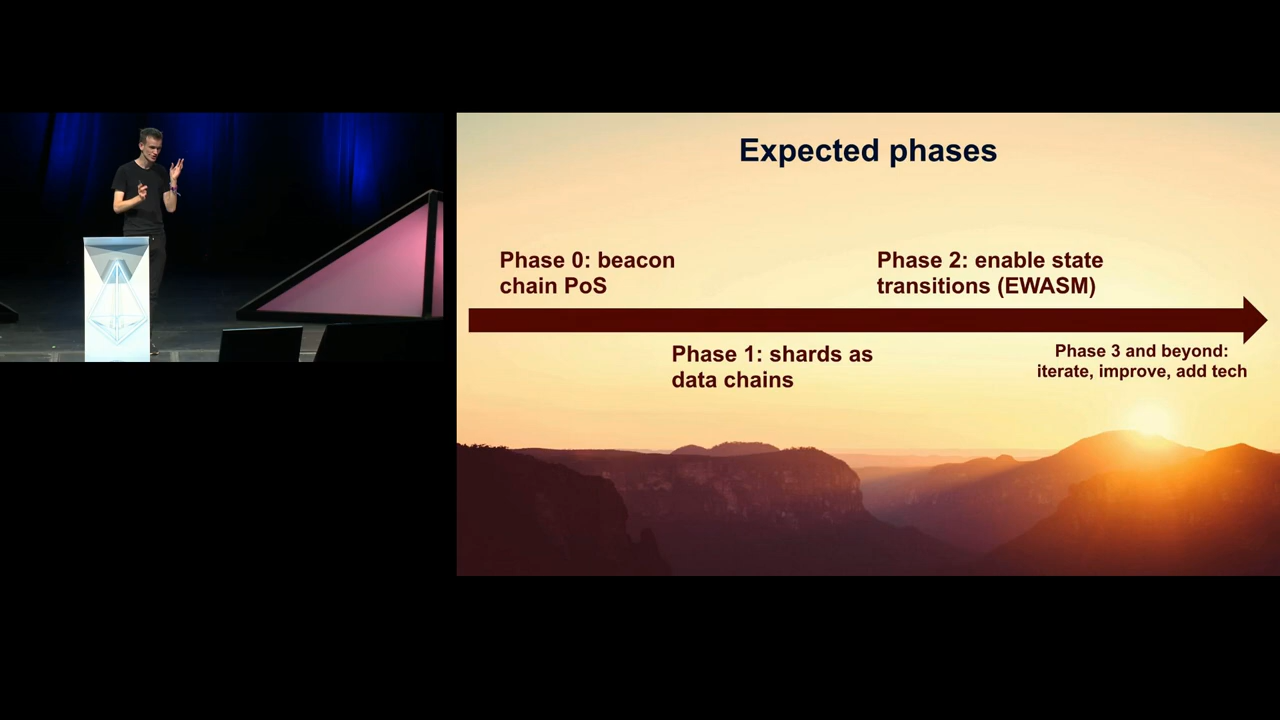 Expected phases
Phase 0: beacon
chain PoS
Phase 2: enable state
transitions (EWASM)
Phase 1: shards as
data chains
Phase 3 and beyond:
iterate, improve, add tech